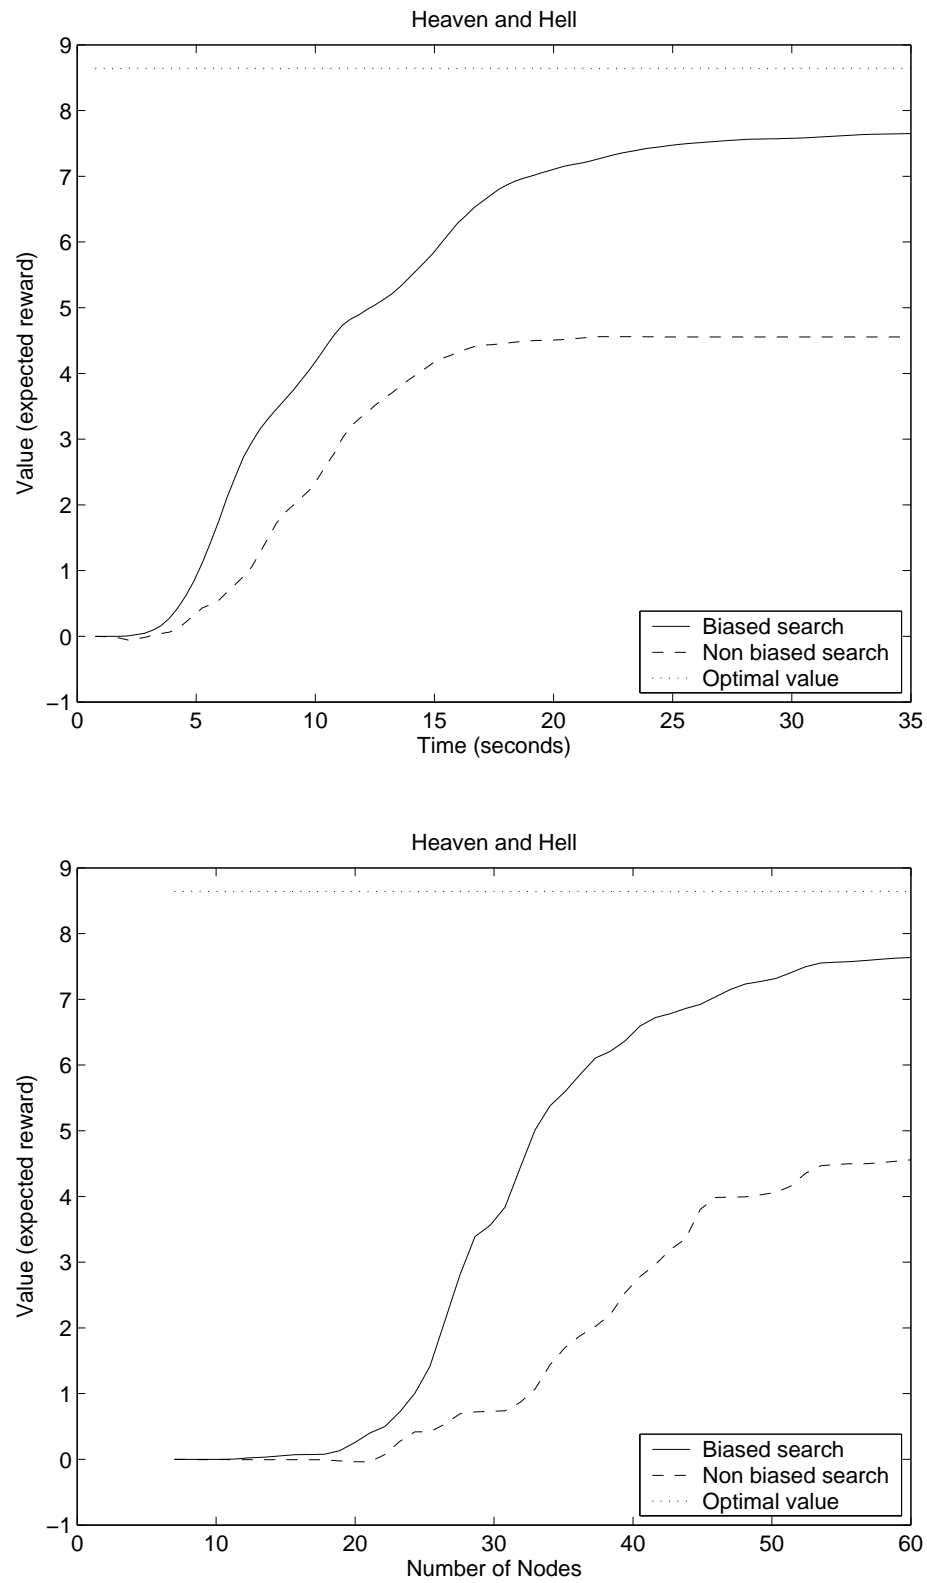 Heaven and Hell
9
8
7
6
5
4
3
2
1
0
−1
Value (expected reward)
Biased search
Non biased search
Optimal value
0 5 10 15 20 25 30 35
Time (seconds)
Heaven and Hell
9
8
7
6
5
4
3
2
1
0
−1
Value (expected reward)
Biased search
Non biased search
Optimal value
0 10 20 30 40 50 60
Number of Nodes